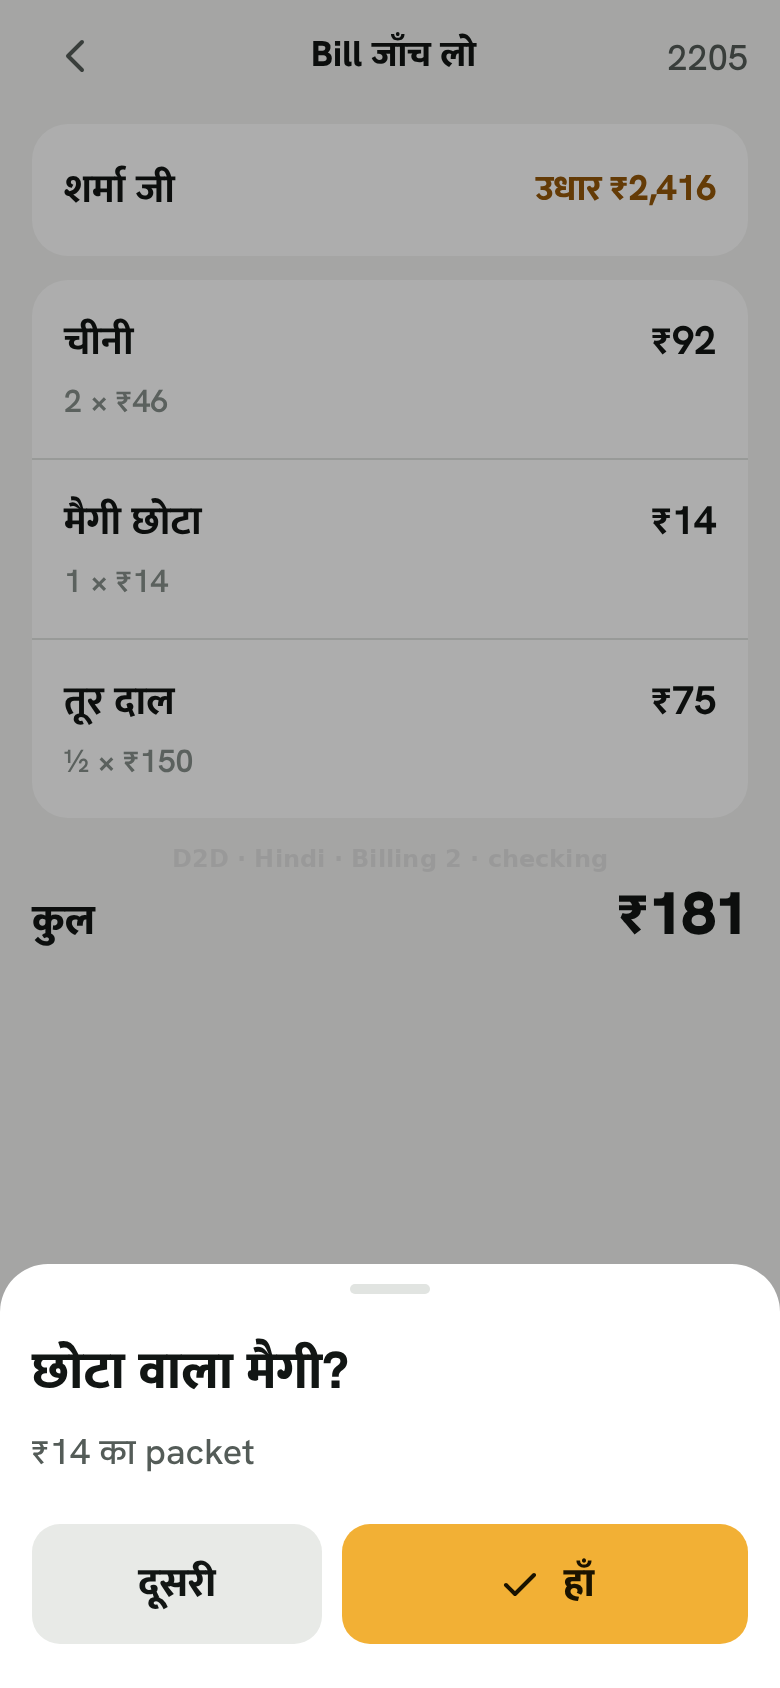 Bill जाँच लो
2205
शर्मा जी
उधार ₹2,416
चीनी
₹92
2 × ₹46
मैगी छोटा
₹14
1 × ₹14
तूर दाल
₹75
½ × ₹150
D2D · Hindi · Billing 2 · checking
कुल
₹181
छोटा वाला मैगी?
₹14 का packet
दूसरी
हाँ